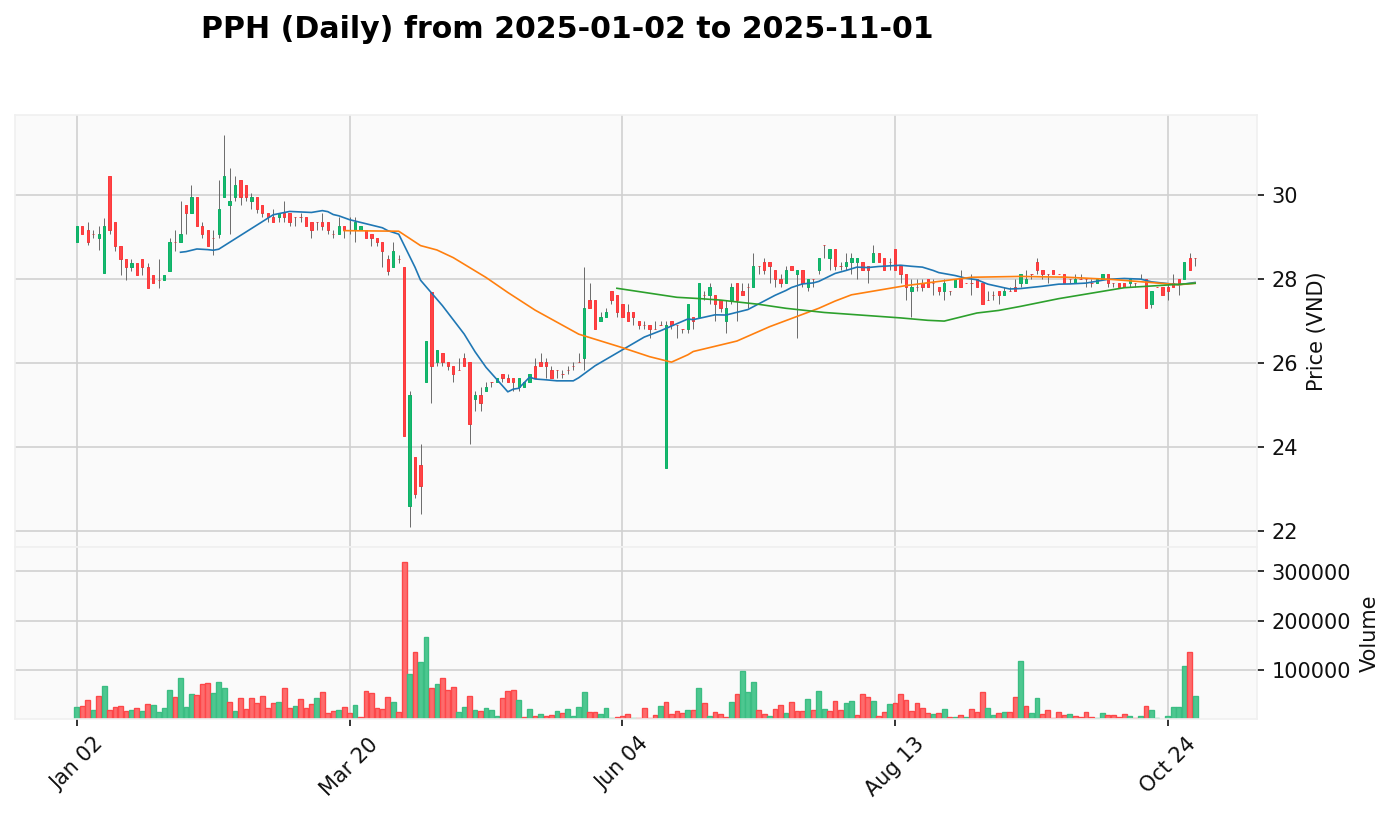 PPH (Daily) from 2025-01-02 to 2025-11-01
30
28
26
24
22
Price (VND)
300000
200000
100000
Volume
Jan 02
Mar 20
Jun 04
Aug 13
Oct 24